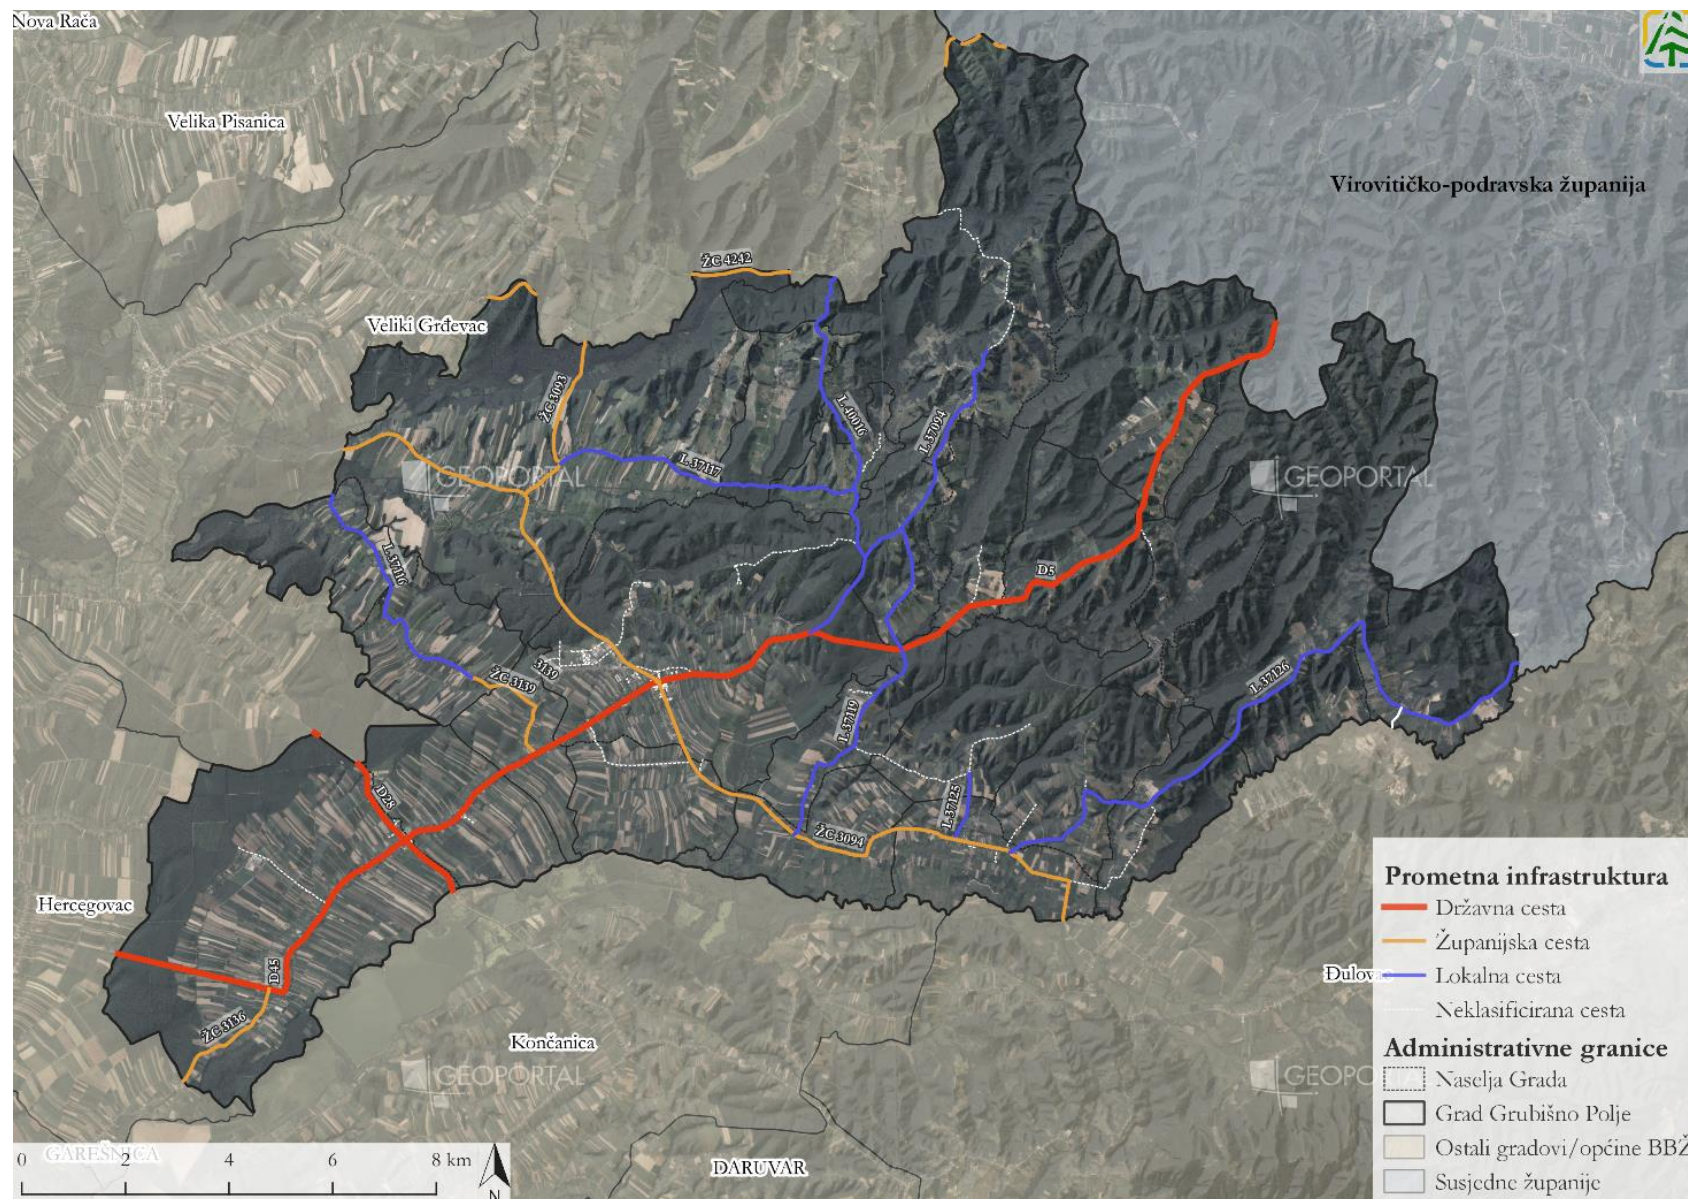 Nova Rača
Velika Pisanica
Virovitičko-podravska županija
ŽC 4242
Veliki Grđevac
ŽC 3093
L 40016
L 37094
L 37117
GEOPORTAL
GEOPORTAL
L 37116
D5
3139
ŽC 3139
L 37126
L 37119
D28
L 37125
ŽC 3094
Hercegovac
D45
ŽC 3136
Đulovac
Končanica
GEOPORTAL
GEOPORTAL
GAREŠNICA
DARUVAR
0 2 4 6 8 km
N
Prometna infrastruktura
Državna cesta
Županijska cesta
Lokalna cesta
Neklasificirana cesta
Administrativne granice
Naselja Grada
Grad Grubišno Polje
Ostali gradovi/općine BBŽ
Susjedne županije